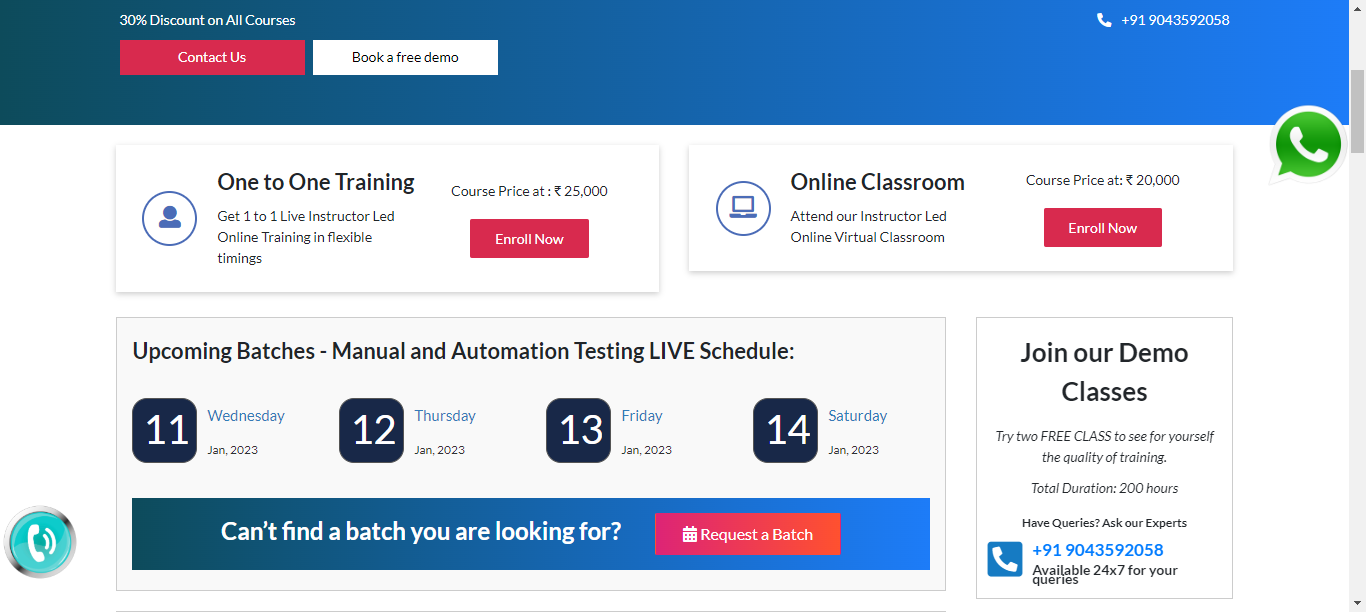 30% Discount on All Courses
+91 9043592058
Contact Us
Book a free demo
One to One Training
Get 1 to 1 Live Instructor Led
Online Training in flexible
timings
Course Price at : ₹ 25,000
Enroll Now
Online Classroom
Attend our Instructor Led
Online Virtual Classroom
Course Price at: ₹ 20,000
Enroll Now
Upcoming Batches - Manual and Automation Testing LIVE Schedule:
11
Wednesday
Jan, 2023
12
Thursday
Jan, 2023
13
Friday
Jan, 2023
14
Saturday
Jan, 2023
Can’t find a batch you are looking for?
Request a Batch
Join our Demo
Classes
Try two FREE CLASS to see for yourself
the quality of training.
Total Duration: 200 hours
Have Queries? Ask our Experts
+91 9043592058
Available 24x7 for your
queries